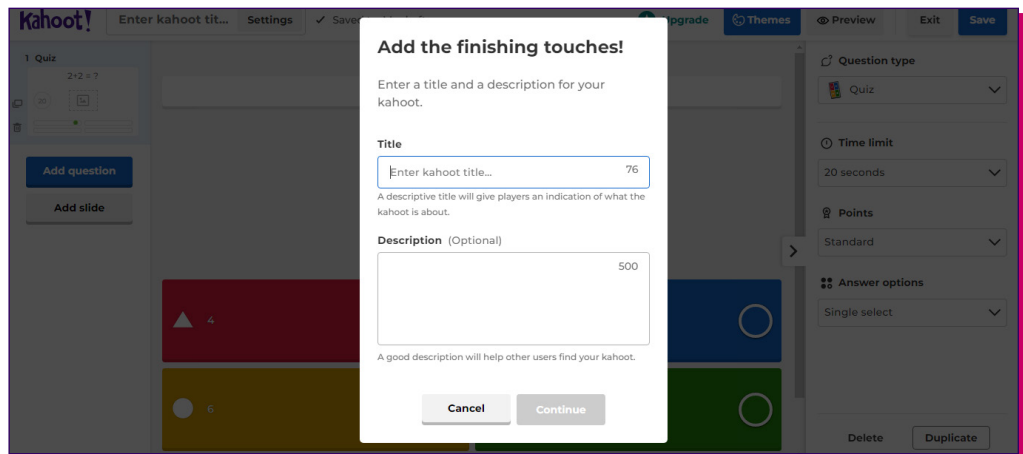 Kahoot!
Enter kahoot tit... Settings ✓ Saved
Upgrade Themes Preview Exit Save
1 Quiz
2+2 = ?
20
Add question
Add slide
4
6
Add the finishing touches!
Enter a title and a description for your
kahoot.
Title
Enter kahoot title... 76
A descriptive title will give players an indication of what the
kahoot is about.
Description (Optional)
500
A good description will help other users find your kahoot.
Cancel Continue
Question type
Quiz
Time limit
20 seconds
Points
Standard
Answer options
Single select
Delete Duplicate